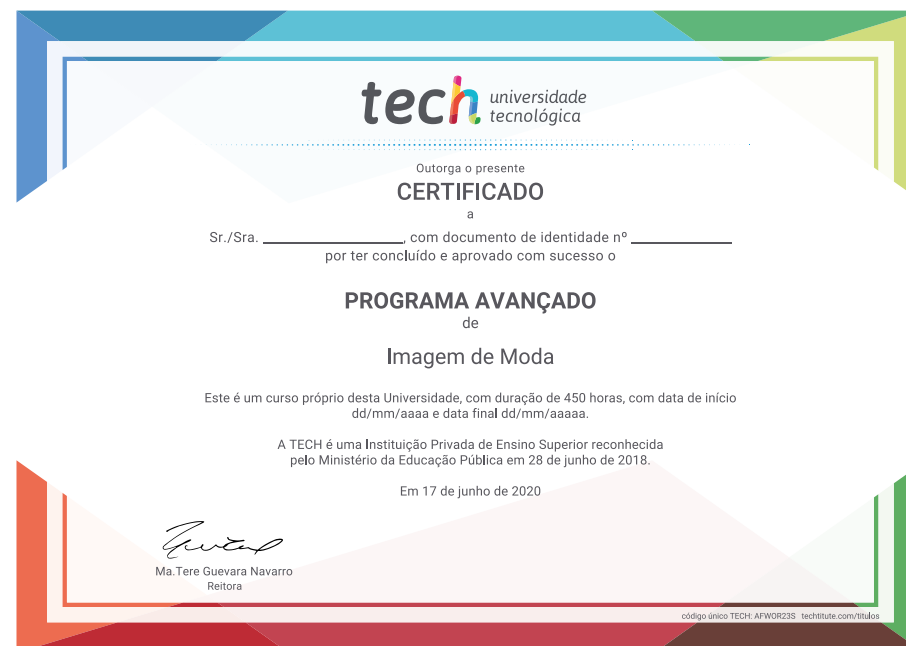 tech universidade
tecnológica
Outorga o presente
CERTIFICADO
a
Sr./Sra. ______________, com documento de identidade nº __________
por ter concluído e aprovado com sucesso o
PROGRAMA AVANÇADO
de
Imagem de Moda
Este é um curso próprio desta Universidade, com duração de 450 horas, com data de início
dd/mm/aaaa e data final dd/mm/aaaaa.
A TECH é uma Instituição Privada de Ensino Superior reconhecida
pelo Ministério da Educação Pública em 28 de junho de 2018.
Em 17 de junho de 2020
Ma.Tere Guevara Navarro
Reitora
código único TECH: AFWOR23S techtitute.com/titulos